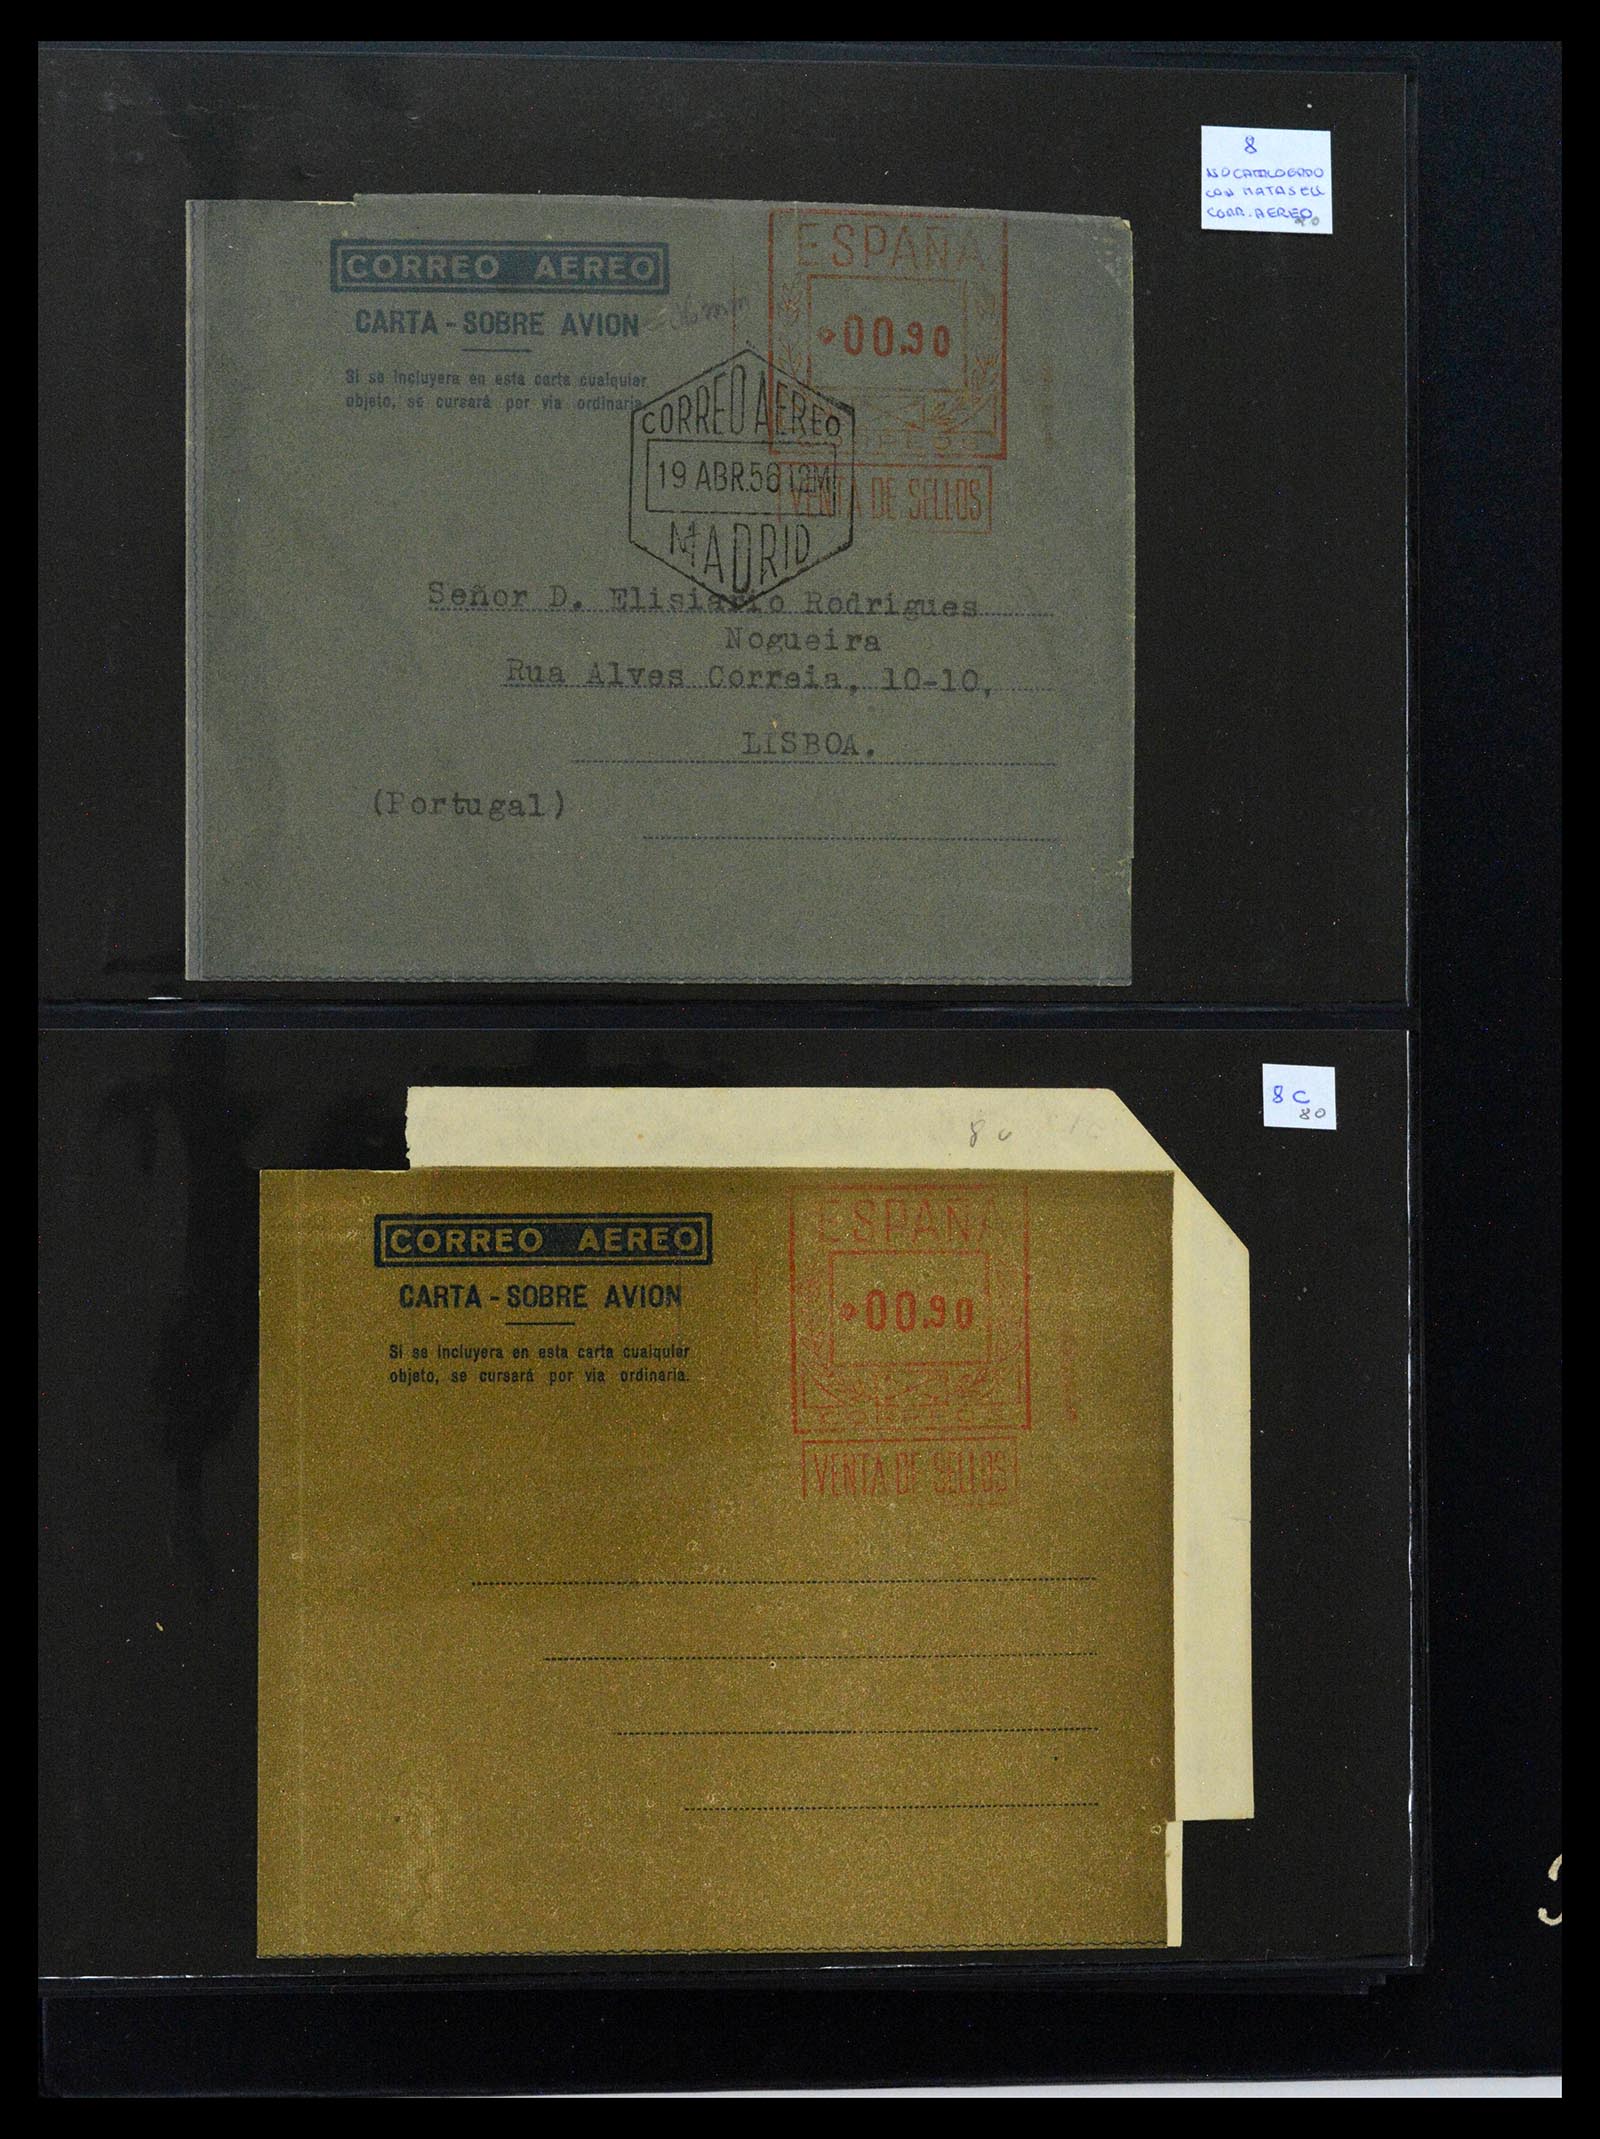 8
NO CATALOGADO
CON MATASELL
CORR. AEREO
CORREO AEREO
CARTA - SOBRE AVION
Si se incluyera en esta carta cualquier
objeto, se cursará por via ordinaria.
ESPAÑA
00.90
CORREOS
VENTA DE SELLOS
CORREO AEREO
19 ABR.56 12M
MADRID
Señor D. Elisiario Rodrigues
Nogueira
Rua Alves Correia, 10-10,
LISBOA.
(Portugal)
8 C
80
80
CORREO AEREO
CARTA - SOBRE AVION
Si se incluyera en esta carta cualquier
objeto, se cursará por via ordinaria.
ESPAÑA
00.90
CORREOS
VENTA DE SELLOS